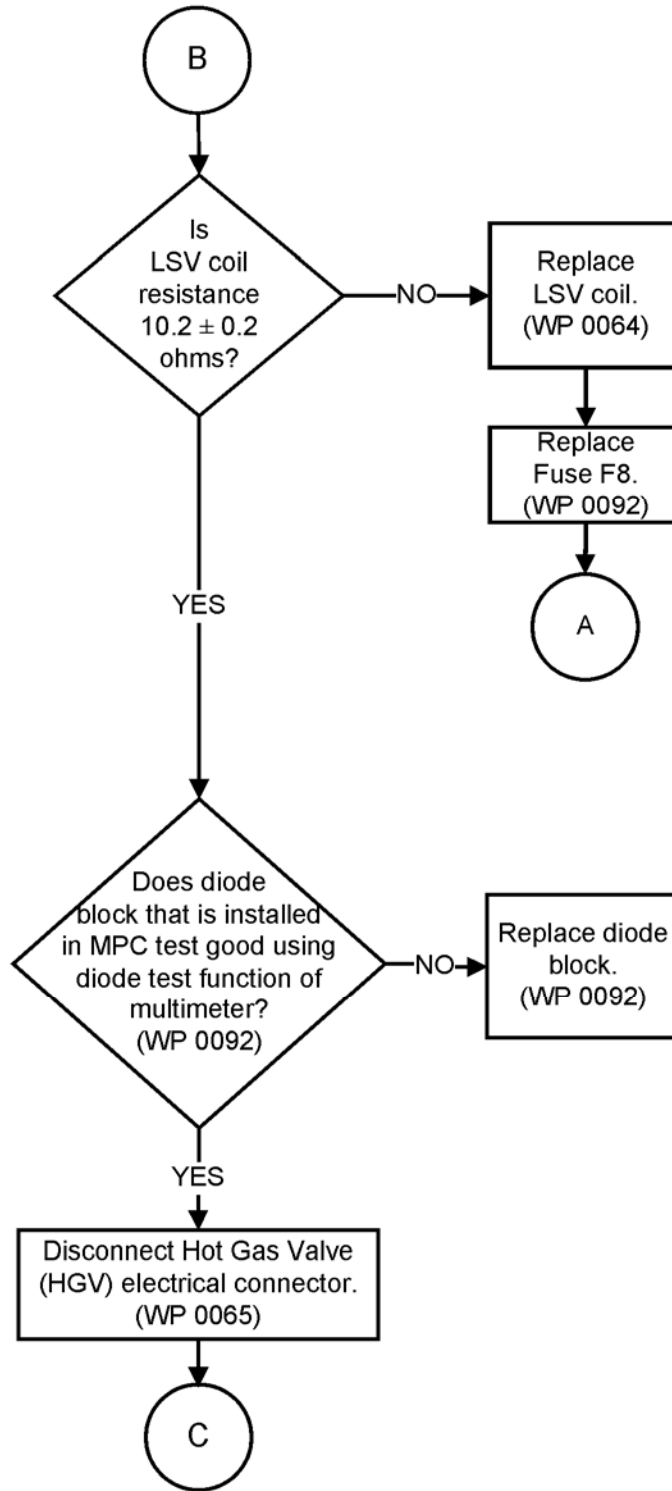 B
Is
LSV coil
resistance
10.2 ± 0.2
ohms?
NO
Replace
LSV coil.
(WP 0064)
Replace
Fuse F8.
(WP 0092)
A
YES
Does diode
block that is installed
in MPC test good using
diode test function of
multimeter?
(WP 0092)
NO
Replace diode
block.
(WP 0092)
YES
Disconnect Hot Gas Valve
(HGV) electrical connector.
(WP 0065)
C